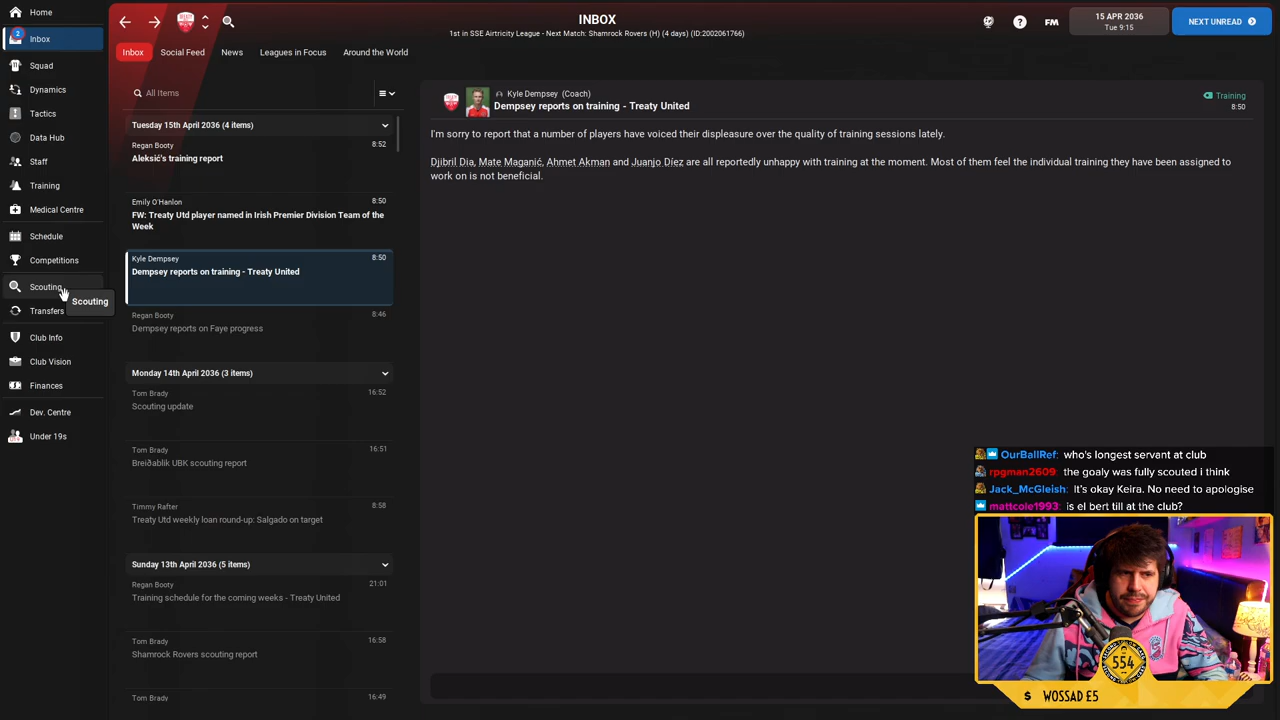 Home
INBOX
1st in SSE Airtricity League - Next Match: Shamrock Rovers (H) (4 days) (ID:2002061766)
?
FM
15 APR 2036
Tue 9:15
NEXT UNREAD
2
Inbox
Squad
Dynamics
Tactics
Data Hub
Staff
Training
Medical Centre
Schedule
Competitions
Scouting
Scouting
Transfers
Club Info
Club Vision
Finances
Dev. Centre
Under 19s
Inbox
Social Feed
News
Leagues in Focus
Around the World
All Items
Tuesday 15th April 2036 (4 items)
Regan Booty
8:52
Aleksić's training report
Emily O'Hanlon
8:50
FW: Treaty Utd player named in Irish Premier Division Team of the
Week
Kyle Dempsey
8:50
Dempsey reports on training - Treaty United
Regan Booty
8:46
Dempsey reports on Faye progress
Monday 14th April 2036 (3 items)
Tom Brady
16:52
Scouting update
Tom Brady
16:51
Breiðablik UBK scouting report
Timmy Rafter
8:58
Treaty Utd weekly loan round-up: Salgado on target
Sunday 13th April 2036 (5 items)
Regan Booty
21:01
Training schedule for the coming weeks - Treaty United
Tom Brady
16:58
Shamrock Rovers scouting report
Tom Brady
16:49
Kyle Dempsey (Coach)
Dempsey reports on training - Treaty United
Training
8:50
I'm sorry to report that a number of players have voiced their displeasure over the quality of training sessions lately.
Djibril Dia, Mate Maganić, Ahmet Akman and Juanjo Díez are all reportedly unhappy with training at the moment. Most of them feel the individual training they have been assigned to
work on is not beneficial.
OurBallRef: who's longest servant at club
rpgman2609: the goaly was fully scouted i think
Jack_McGleish: It's okay Keira. No need to apologise
mattcole1993: is el bert till at the club?
554
$ WOSSAD £5